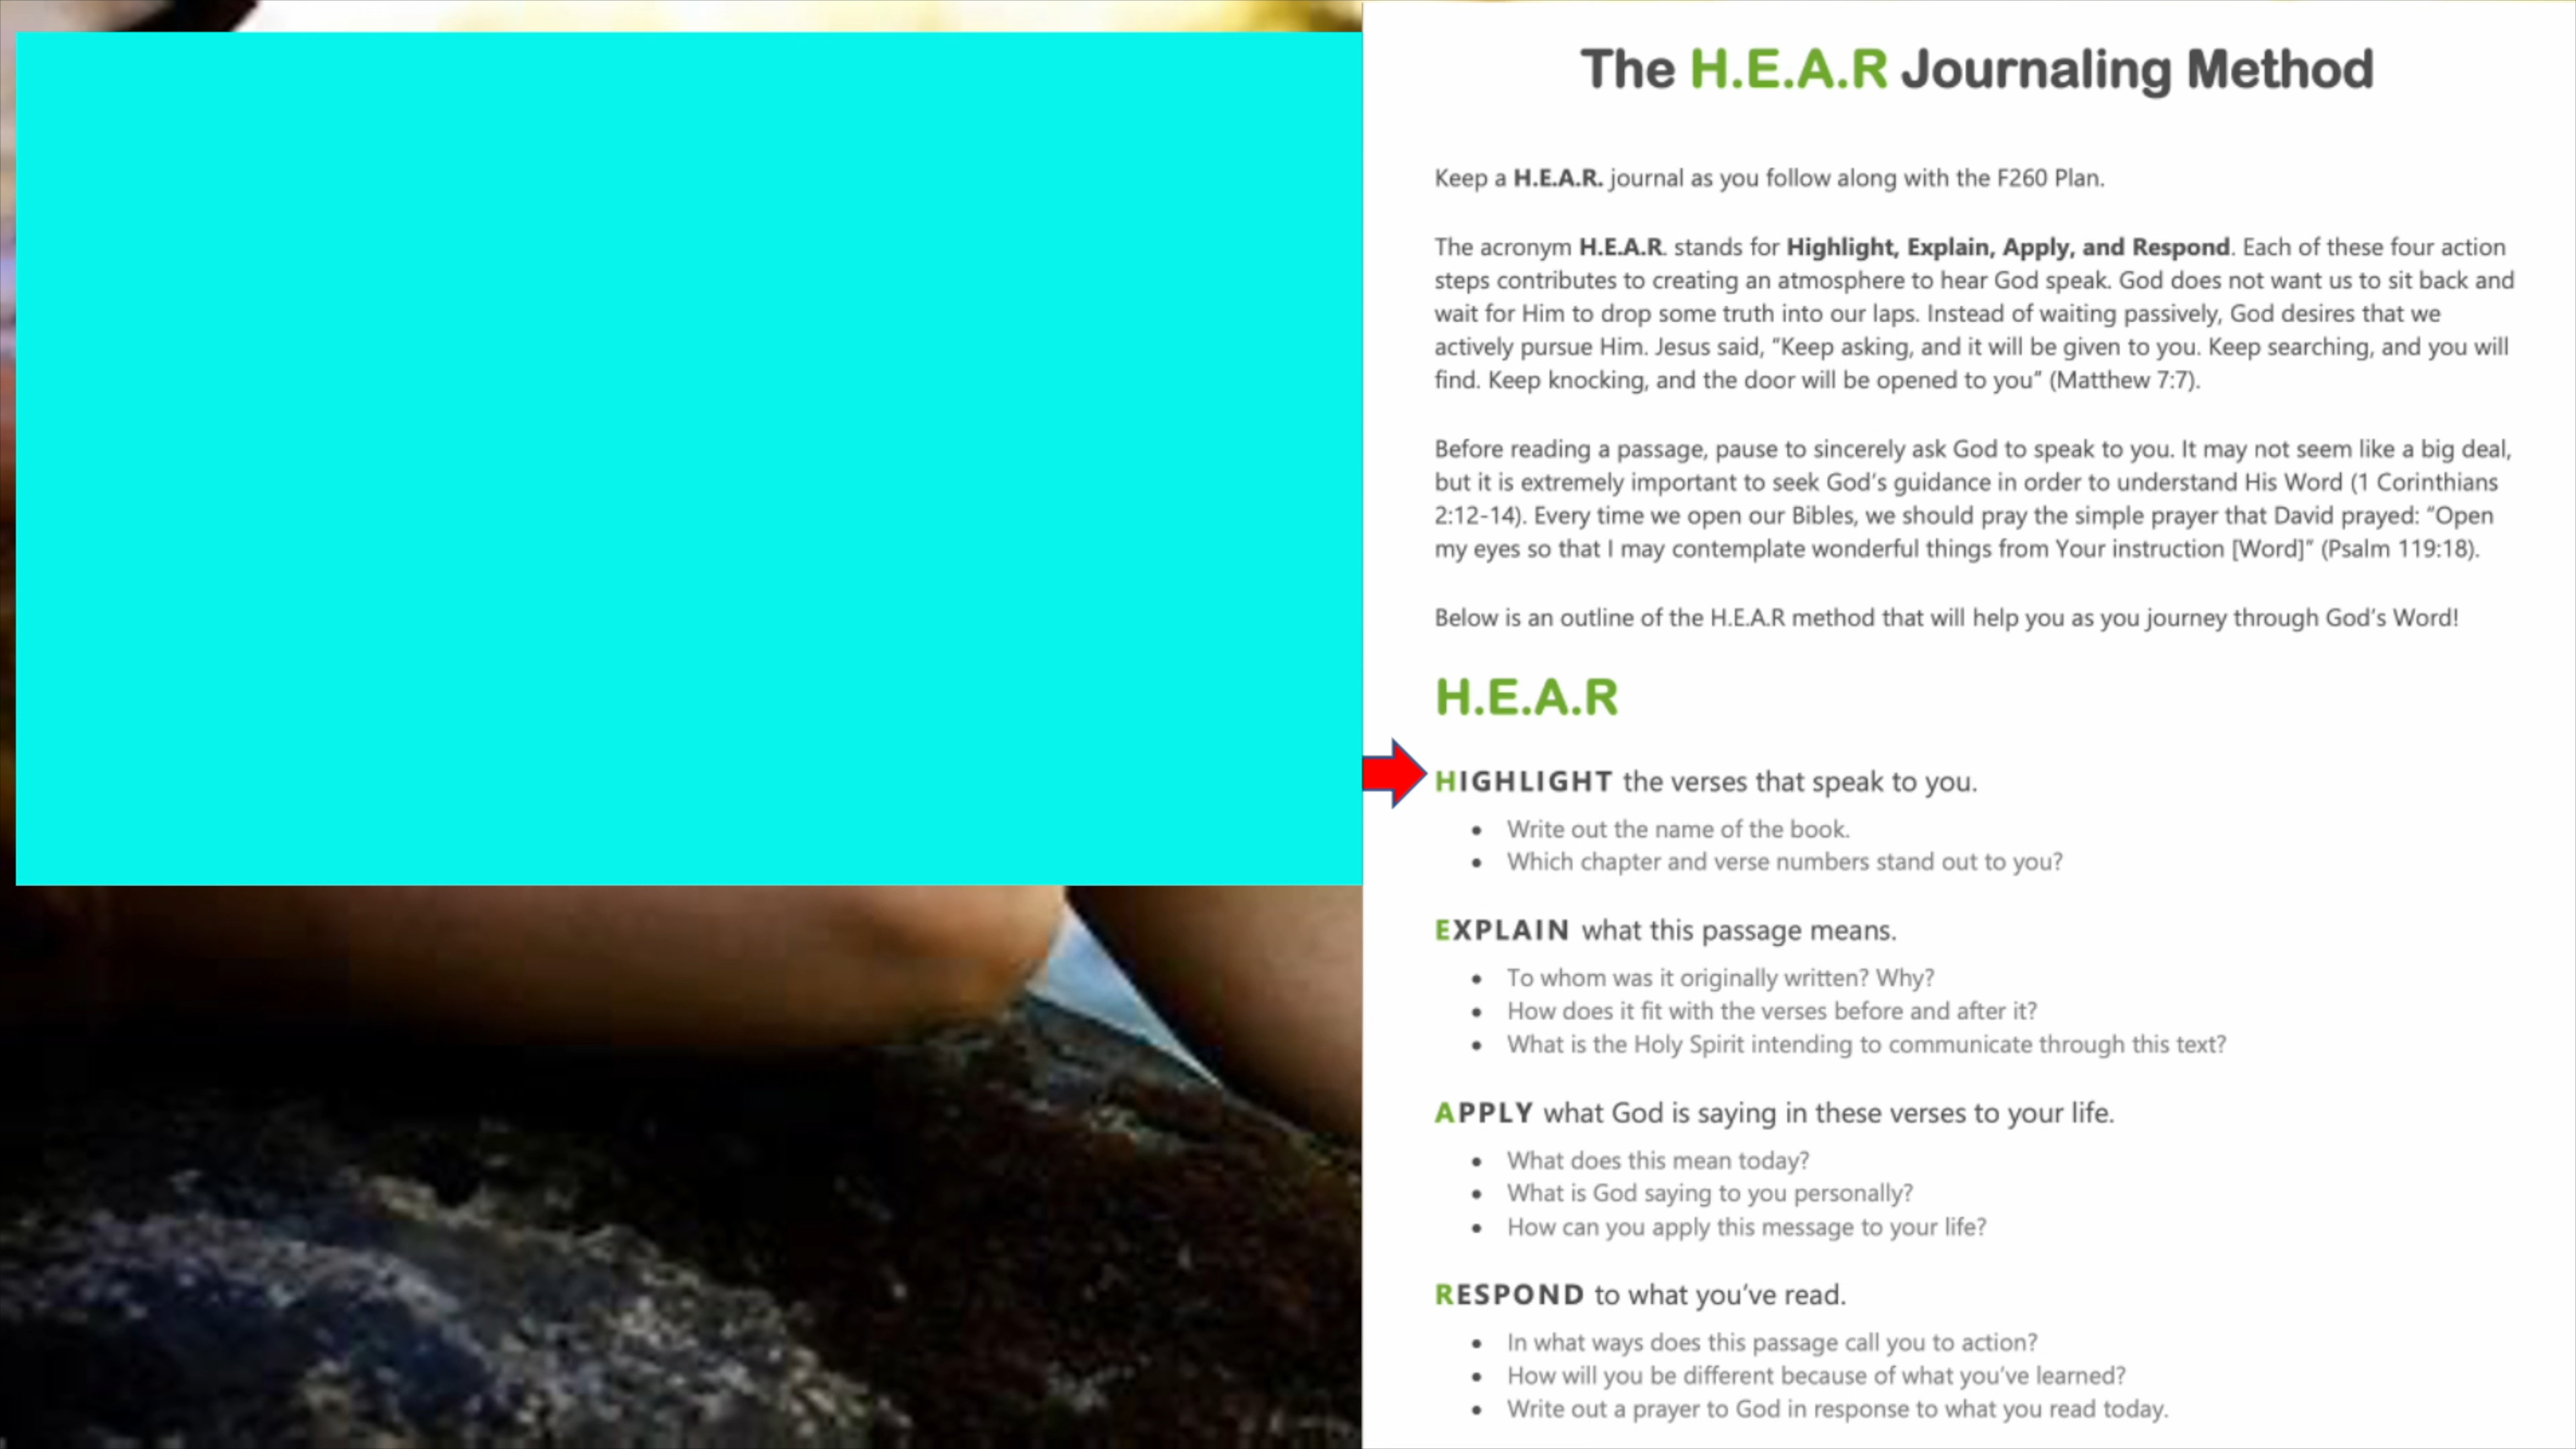 The H.E.A.R Journaling Method
Keep a H.E.A.R. journal as you follow along with the F260 Plan.
The acronym H.E.A.R. stands for Highlight, Explain, Apply, and Respond. Each of these four action
steps contributes to creating an atmosphere to hear God speak. God does not want us to sit back and
wait for Him to drop some truth into our laps. Instead of waiting passively, God desires that we
actively pursue Him. Jesus said, “Keep asking, and it will be given to you. Keep searching, and you will
find. Keep knocking, and the door will be opened to you” (Matthew 7:7).
Before reading a passage, pause to sincerely ask God to speak to you. It may not seem like a big deal,
but it is extremely important to seek God’s guidance in order to understand His Word (1 Corinthians
2:12-14). Every time we open our Bibles, we should pray the simple prayer that David prayed: “Open
my eyes so that I may contemplate wonderful things from Your instruction [Word]” (Psalm 119:18).
Below is an outline of the H.E.A.R method that will help you as you journey through God’s Word!
H.E.A.R
HIGHLIGHT the verses that speak to you.
• Write out the name of the book.
• Which chapter and verse numbers stand out to you?
EXPLAIN what this passage means.
• To whom was it originally written? Why?
• How does it fit with the verses before and after it?
• What is the Holy Spirit intending to communicate through this text?
APPLY what God is saying in these verses to your life.
• What does this mean today?
• What is God saying to you personally?
• How can you apply this message to your life?
RESPOND to what you’ve read.
• In what ways does this passage call you to action?
• How will you be different because of what you’ve learned?
• Write out a prayer to God in response to what you read today.